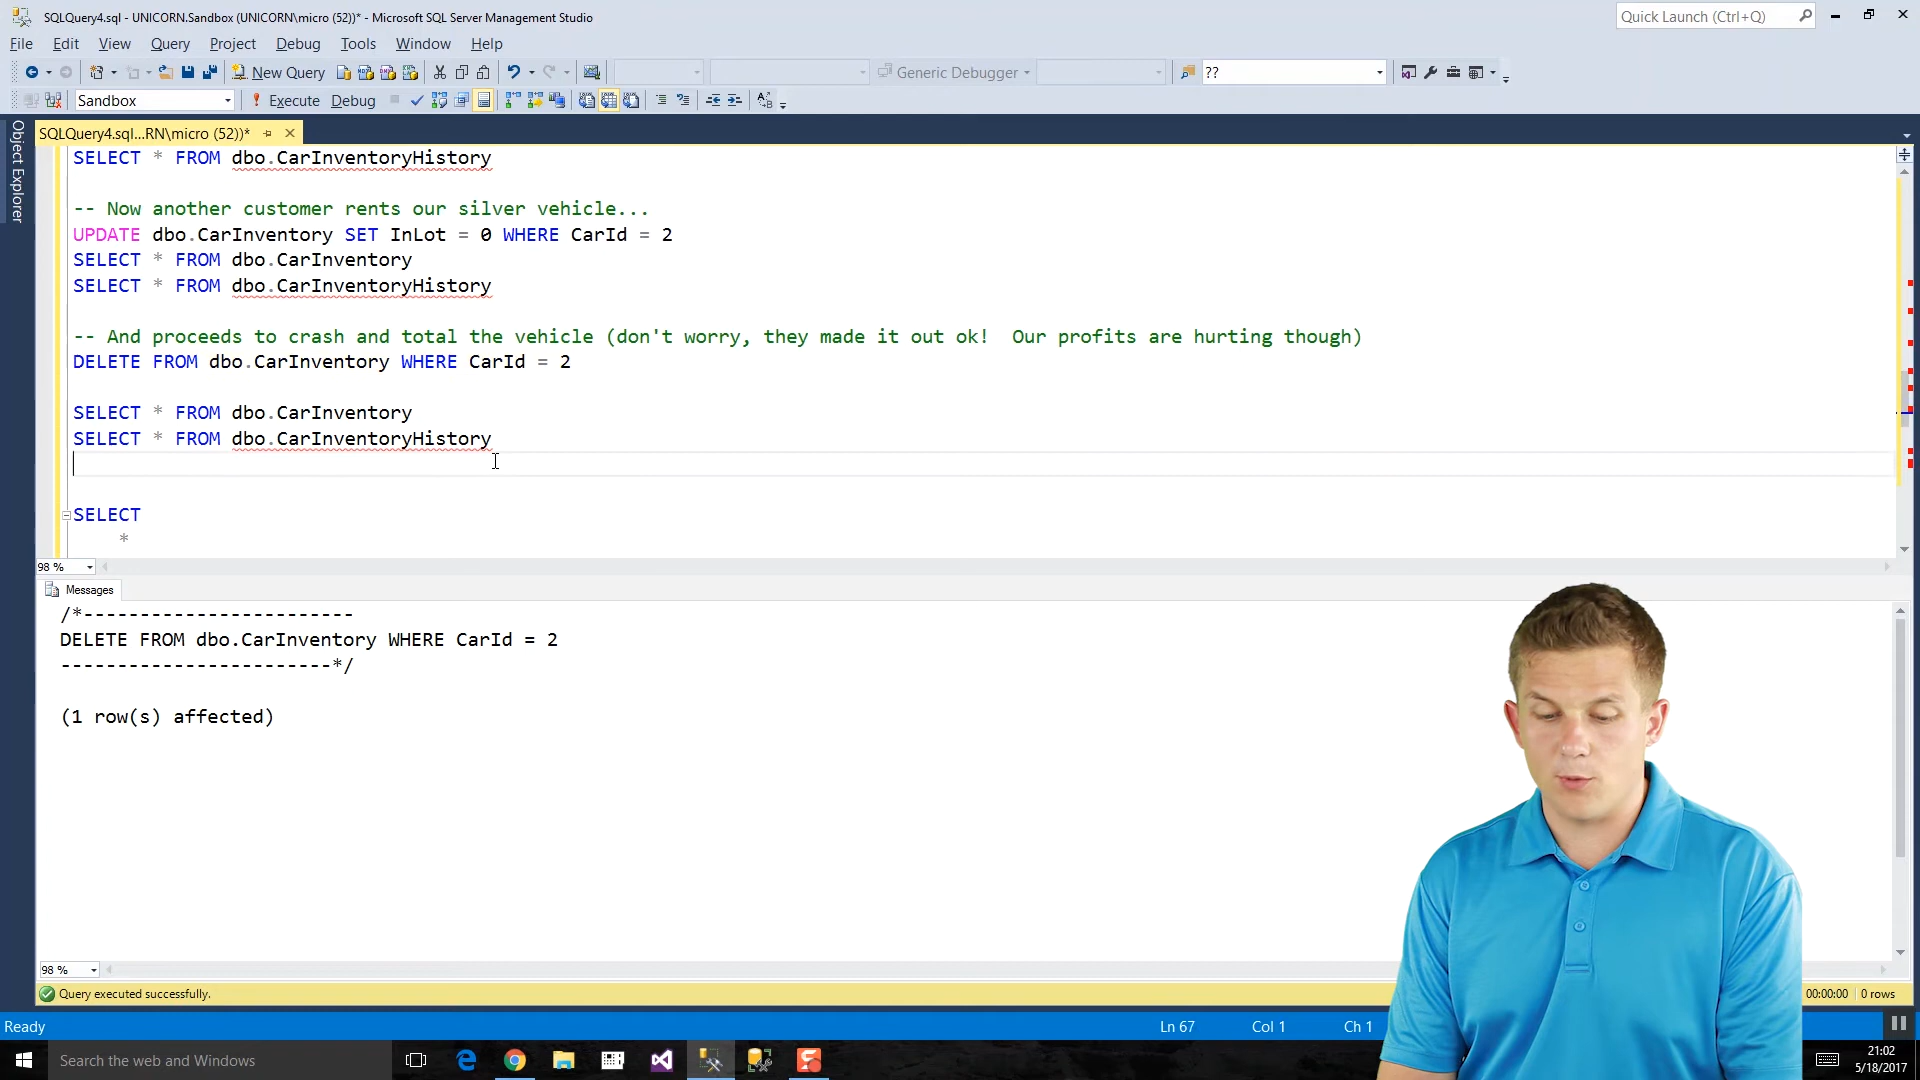 SQLQuery4.sql - UNICORN.Sandbox (UNICORN\micro (52))* - Microsoft SQL Server Management Studio
Quick Launch (Ctrl+Q)
File Edit View Query Project Debug Tools Window Help
New Query
Generic Debugger
??
Sandbox
Execute Debug
Object Explorer
SQLQuery4.sql...RN\micro (52))*
SELECT * FROM dbo.CarInventoryHistory
-- Now another customer rents our silver vehicle...
UPDATE dbo.CarInventory SET InLot = 0 WHERE CarId = 2
SELECT * FROM dbo.CarInventory
SELECT * FROM dbo.CarInventoryHistory
-- And proceeds to crash and total the vehicle (don't worry, they made it out ok!  Our profits are hurting though)
DELETE FROM dbo.CarInventory WHERE CarId = 2
SELECT * FROM dbo.CarInventory
SELECT * FROM dbo.CarInventoryHistory
SELECT
*
98 %
Messages
/*------------------------
DELETE FROM dbo.CarInventory WHERE CarId = 2
------------------------*/
(1 row(s) affected)
98 %
Query executed successfully.
00:00:00
0 rows
Ready
Ln 67
Col 1
Ch 1
Search the web and Windows
21:02
5/18/2017